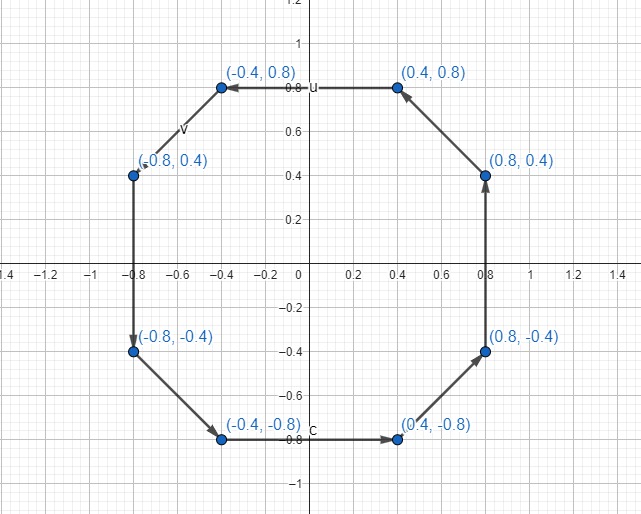 1.2
1
(-0.4, 0.8) (0.4, 0.8)
0.8 u
v 0.6
(-0.8, 0.4) (0.8, 0.4)
0.4
0.2
1.4 –1.2 –1 –0.8 –0.6 –0.4 –0.2 0 0.2 0.4 0.6 0.8 1 1.2 1.4
–0.2
(-0.8, -0.4) (0.8, -0.4)
–0.4
–0.6
(-0.4, -0.8) c (0.4, -0.8)
–0.8
–1